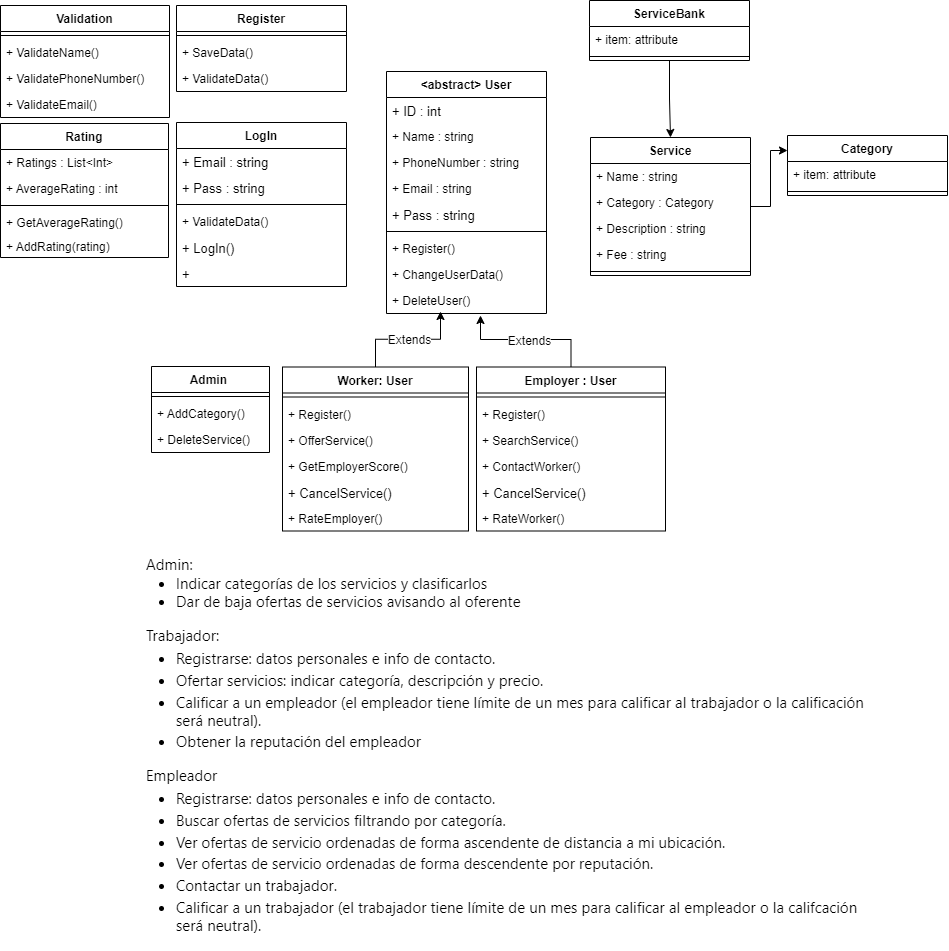 Validation
+ ValidateName()
+ ValidatePhoneNumber()
+ ValidateEmail()
Register
+ SaveData()
+ ValidateData()
Rating
+ Ratings : List<Int>
+ AverageRating : int
+ GetAverageRating()
+ AddRating(rating)
LogIn
+ Email : string
+ Pass : string
+ ValidateData()
+ LogIn()
+
<abstract> User
+ ID : int
+ Name : string
+ PhoneNumber : string
+ Email : string
+ Pass : string
+ Register()
+ ChangeUserData()
+ DeleteUser()
ServiceBank
+ item: attribute
Service
+ Name : string
+ Category : Category
+ Description : string
+ Fee : string
Category
+ item: attribute
Extends
Extends
Admin
+ AddCategory()
+ DeleteService()
Worker: User
+ Register()
+ OfferService()
+ GetEmployerScore()
+ CancelService()
+ RateEmployer()
Employer : User
+ Register()
+ SearchService()
+ ContactWorker()
+ CancelService()
+ RateWorker()
Admin:
• Indicar categorías de los servicios y clasificarlos
• Dar de baja ofertas de servicios avisando al oferente
Trabajador:
• Registrarse: datos personales e info de contacto.
• Ofertar servicios: indicar categoría, descripción y precio.
• Calificar a un empleador (el empleador tiene límite de un mes para calificar al trabajador o la calificación
será neutral).
• Obtener la reputación del empleador
Empleador
• Registrarse: datos personales e info de contacto.
• Buscar ofertas de servicios filtrando por categoría.
• Ver ofertas de servicio ordenadas de forma ascendente de distancia a mi ubicación.
• Ver ofertas de servicio ordenadas de forma descendente por reputación.
• Contactar un trabajador.
• Calificar a un trabajador (el trabajador tiene límite de un mes para calificar al empleador o la califcación
será neutral).